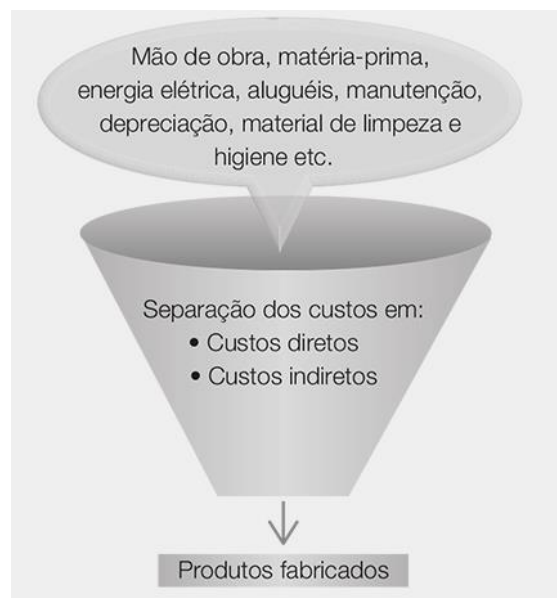 Mão de obra, matéria-prima,
energia elétrica, aluguéis, manutenção,
depreciação, material de limpeza e
higiene etc.
Separação dos custos em:
• Custos diretos
• Custos indiretos
Produtos fabricados